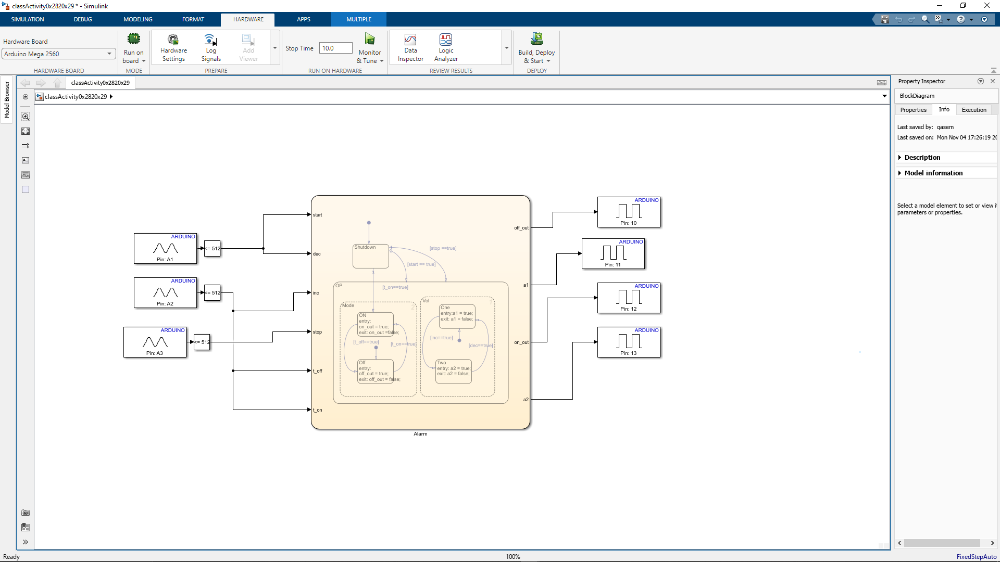 classActivity0x2820x29 * - Simulink
SIMULATION
DEBUG
MODELING
FORMAT
HARDWARE
APPS
MULTIPLE
Hardware Board
Arduino Mega 2560
HARDWARE BOARD
Run on
board
MODE
Hardware
Settings
Log
Signals
Add
Viewer
PREPARE
Stop Time
10.0
Monitor
& Tune
RUN ON HARDWARE
Data
Inspector
Logic
Analyzer
REVIEW RESULTS
Build, Deploy
& Start
DEPLOY
Model Browser
classActivity0x2820x29
classActivity0x2820x29
ARDUINO
Pin: A1
<= 512
ARDUINO
Pin: A2
<= 512
ARDUINO
Pin: A3
<= 512
start
dec
inc
stop
t_off
t_on
Shutdown
1
2
3
[stop ==true]
[start == true]
[t_on==true]
OP
Mode
2
ON
entry:
on_out = true;
exit: on_out =false;
[t_off==true]
[t_on==true]
Off
entry:
off_out = true;
exit: off_out = false;
Vol
1
One
entry:a1 = true;
exit: a1 = false;
[inc==true]
[dec==true]
Two
entry: a2 = true;
exit: a2 = false;
off_out
a1
on_out
a2
Alarm
ARDUINO
Pin: 10
ARDUINO
Pin: 11
ARDUINO
Pin: 12
ARDUINO
Pin: 13
Property Inspector
BlockDiagram
Properties
Info
Execution
Last saved by: qasem
Last saved on: Mon Nov 04 17:26:19 20
Description
Model information
Select a model element to set or view i
parameters or properties.
Ready
100%
FixedStepAuto